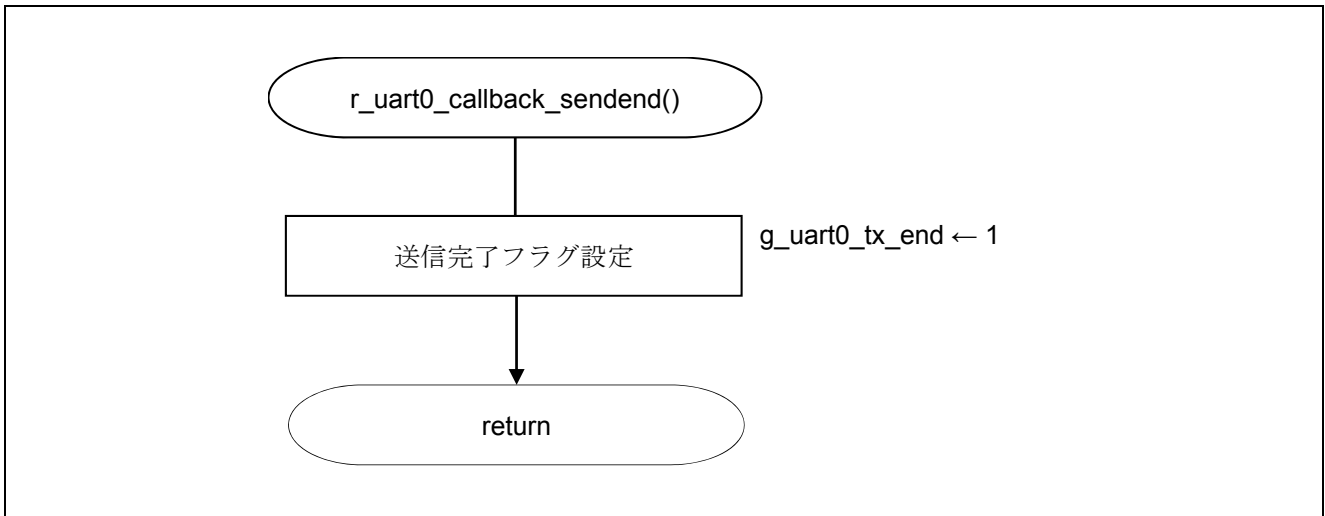 r_uart0_callback_sendend()
送信完了フラグ設定
g_uart0_tx_end ← 1
return